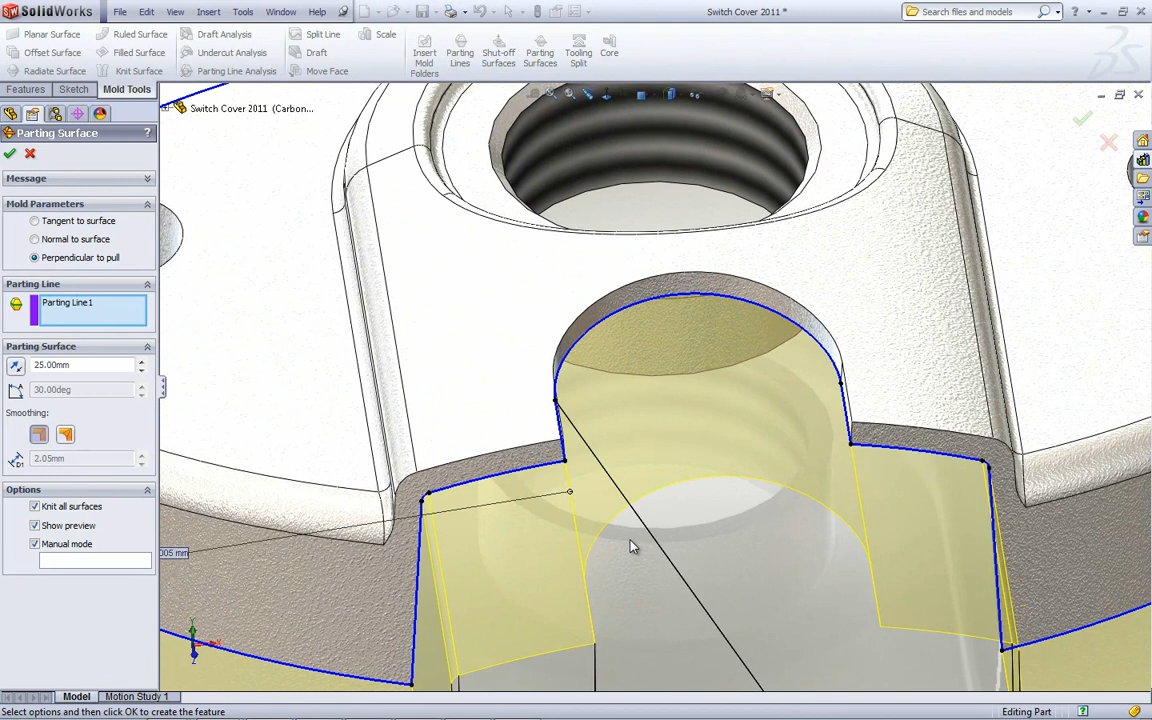 SolidWorks File Edit View Insert Tools Window Help Switch Cover 2011 * Search files and models
Planar Surface Ruled Surface Draft Analysis Split Line Scale
Offset Surface Filled Surface Undercut Analysis Draft
Radiate Surface Knit Surface Parting Line Analysis Move Face
Insert Mold Folders
Parting Lines
Shut-off Surfaces
Parting Surfaces
Tooling Split
Core
Features Sketch Mold Tools
Switch Cover 2011 (Carbon...
Parting Surface ?
Message
Mold Parameters
Tangent to surface
Normal to surface
Perpendicular to pull
Parting Line
Parting Line1
Parting Surface
25.00mm
30.00deg
Smoothing:
2.05mm
Options
Knit all surfaces
Show preview
Manual mode
005 mm
Y
X
Z
Model Motion Study 1
Select options and then click OK to create the feature Editing Part